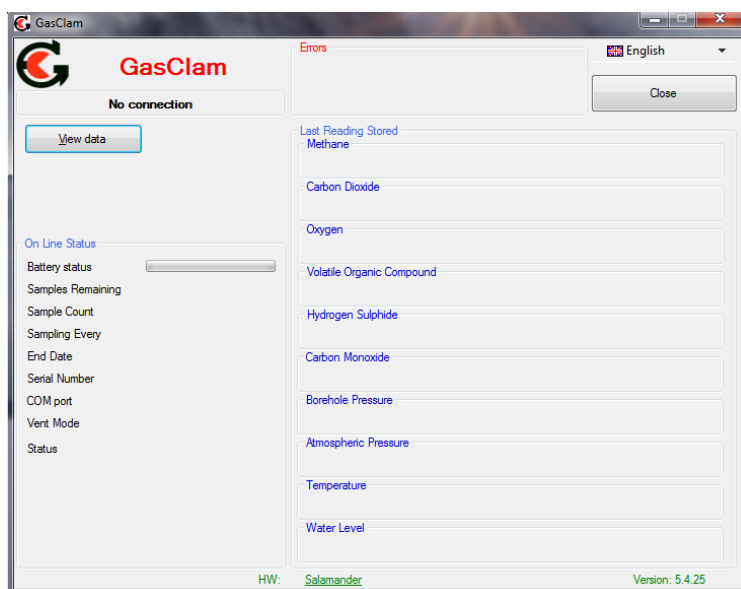 GasClam
GasClam
No connection
View data
Errors
English
Close
On Line Status
Battery status
Samples Remaining
Sample Count
Sampling Every
End Date
Serial Number
COM port
Vent Mode
Status
Last Reading Stored
Methane
Carbon Dioxide
Oxygen
Volatile Organic Compound
Hydrogen Sulphide
Carbon Monoxide
Borehole Pressure
Atmospheric Pressure
Temperature
Water Level
HW: Salamander Version: 5.4.25